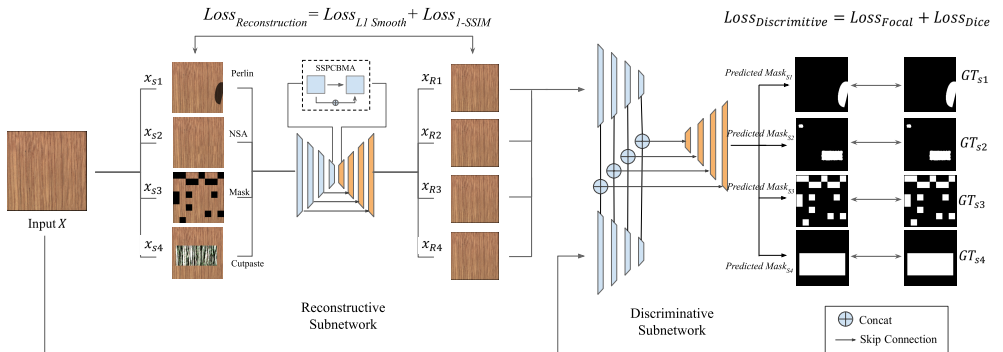 Loss_Reconstruction = Loss_L1 Smooth + Loss_1-SSIM
Loss_Discrimitive = Loss_Focal + Loss_Dice
x_s1
Perlin
SSPCBMA
x_R1
Predicted Mask_S1
GT_s1
x_s2
NSA
x_R2
Predicted Mask_S2
GT_s2
x_s3
Mask
x_R3
Predicted Mask_S3
GT_s3
Input X
x_s4
Cutpaste
x_R4
Predicted Mask_S4
GT_s4
Reconstructive
Subnetwork
Discriminative
Subnetwork
Concat
Skip Connection